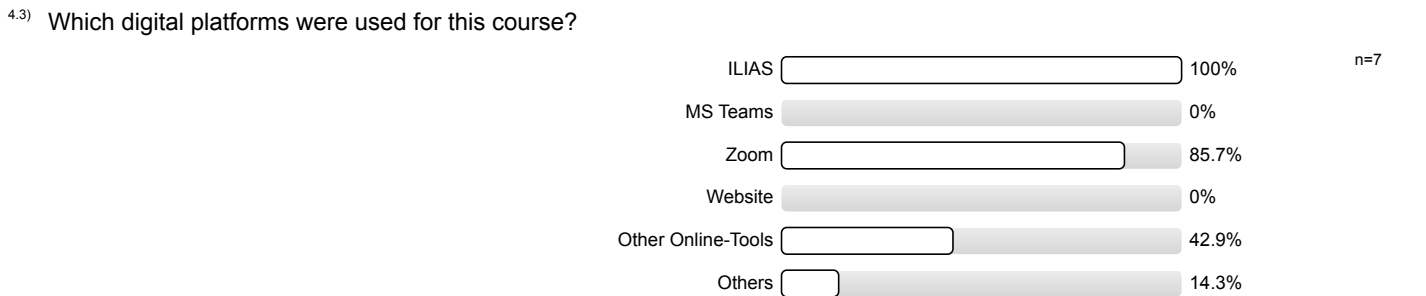 4.3) Which digital platforms were used for this course?
n=7
ILIAS 100%
MS Teams 0%
Zoom 85.7%
Website 0%
Other Online-Tools 42.9%
Others 14.3%